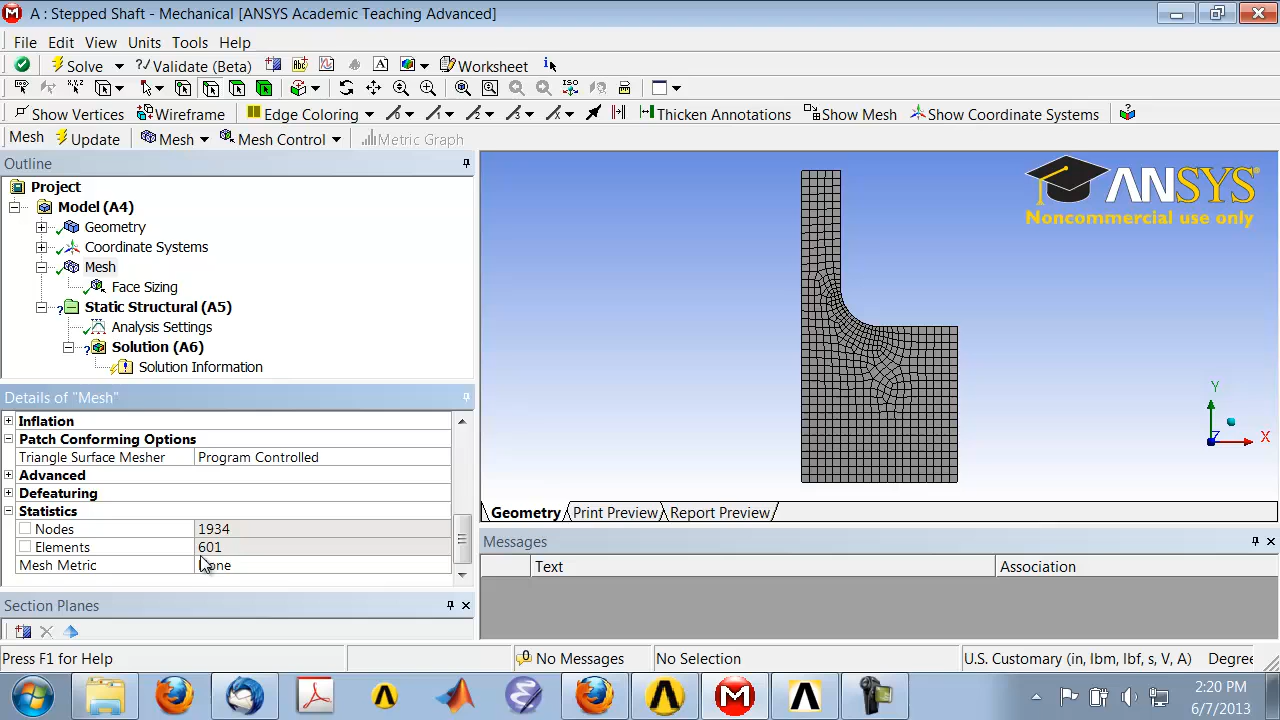 A : Stepped Shaft - Mechanical [ANSYS Academic Teaching Advanced]
File Edit View Units Tools Help
Solve Validate (Beta) Worksheet
Show Vertices Wireframe Edge Coloring Thicken Annotations Show Mesh Show Coordinate Systems
Mesh Update Mesh Mesh Control Metric Graph
Outline
Project
Model (A4)
Geometry
Coordinate Systems
Mesh
Face Sizing
Static Structural (A5)
Analysis Settings
Solution (A6)
Solution Information
Details of "Mesh"
Inflation
Patch Conforming Options
Triangle Surface Mesher Program Controlled
Advanced
Defeaturing
Statistics
Nodes 1934
Elements 601
Mesh Metric
Section Planes
ANSYS
Noncommercial use only
Y
Z X
Geometry Print Preview Report Preview
Messages
Text Association
Press F1 for Help No Messages No Selection U.S. Customary (in, lbm, lbf, s, V, A) Degree
2:20 PM
6/7/2013